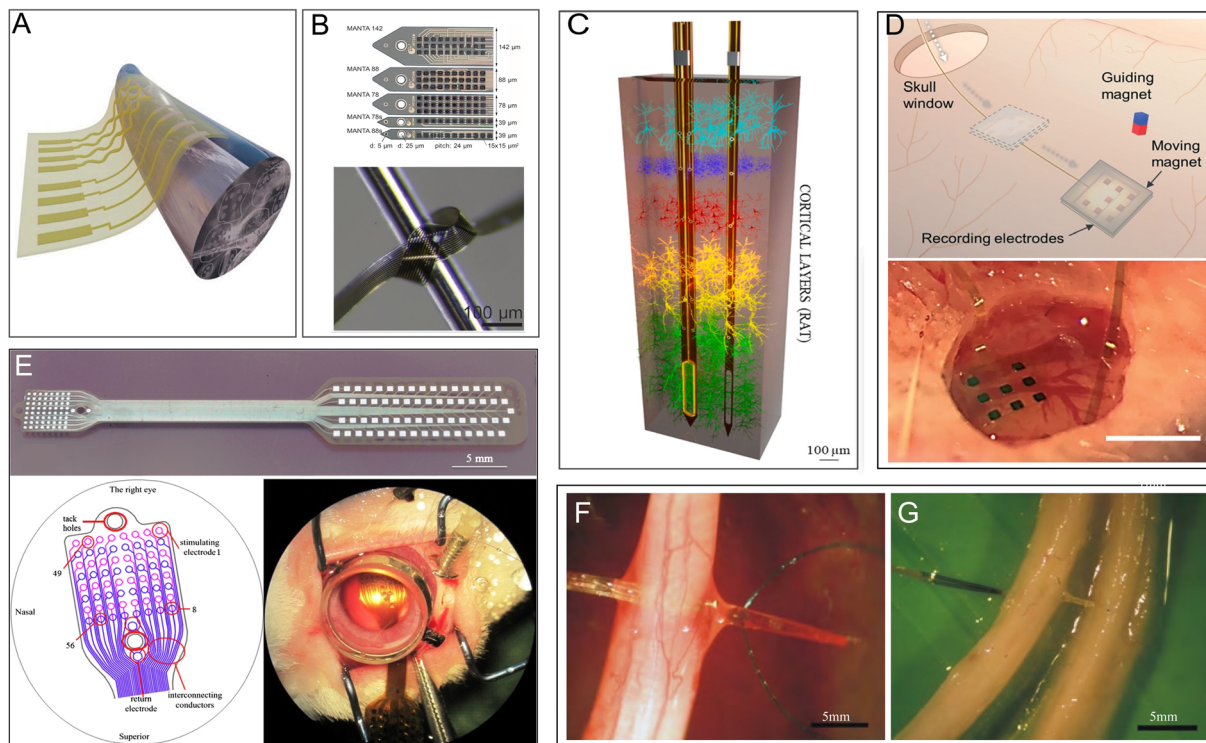 A
B
MANTA 142
142 µm
MANTA 88
88 µm
MANTA 78
78 µm
MANTA 78s
39 µm
MANTA 88s
39 µm
d: 5 µm d: 25 µm pitch: 24 µm 15x15 µm²
100 µm
C
CORTICAL LAYERS (RAT)
100 µm
D
Skull
window
Guiding
magnet
Moving
magnet
Recording electrodes
E
5 mm
The right eye
tack
holes
stimulating
electrode 1
49
Nasal
8
56
return
electrode
interconnecting
conductors
Superior
F
5mm
G
5mm